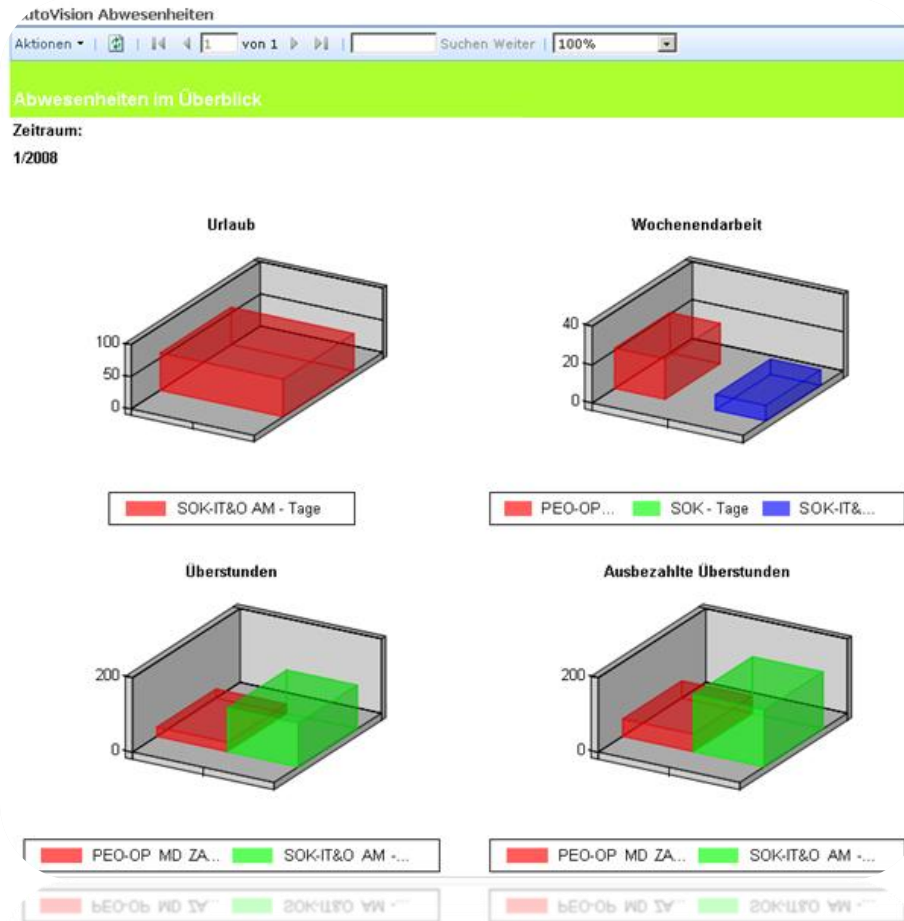 utoVision Abwesenheiten
Aktionen 1 von 1 Suchen Weiter 100%
Abwesenheiten im Überblick
Zeitraum:
1/2008
Urlaub
100
50
0
SOK-IT&O AM - Tage
Wochenendarbeit
40
20
0
PEO-OP... SOK - Tage SOK-IT&...
Überstunden
200
0
PEO-OP MD ZA... SOK-IT&O AM -...
Ausbezahlte Überstunden
200
0
PEO-OP MD ZA... SOK-IT&O AM -...